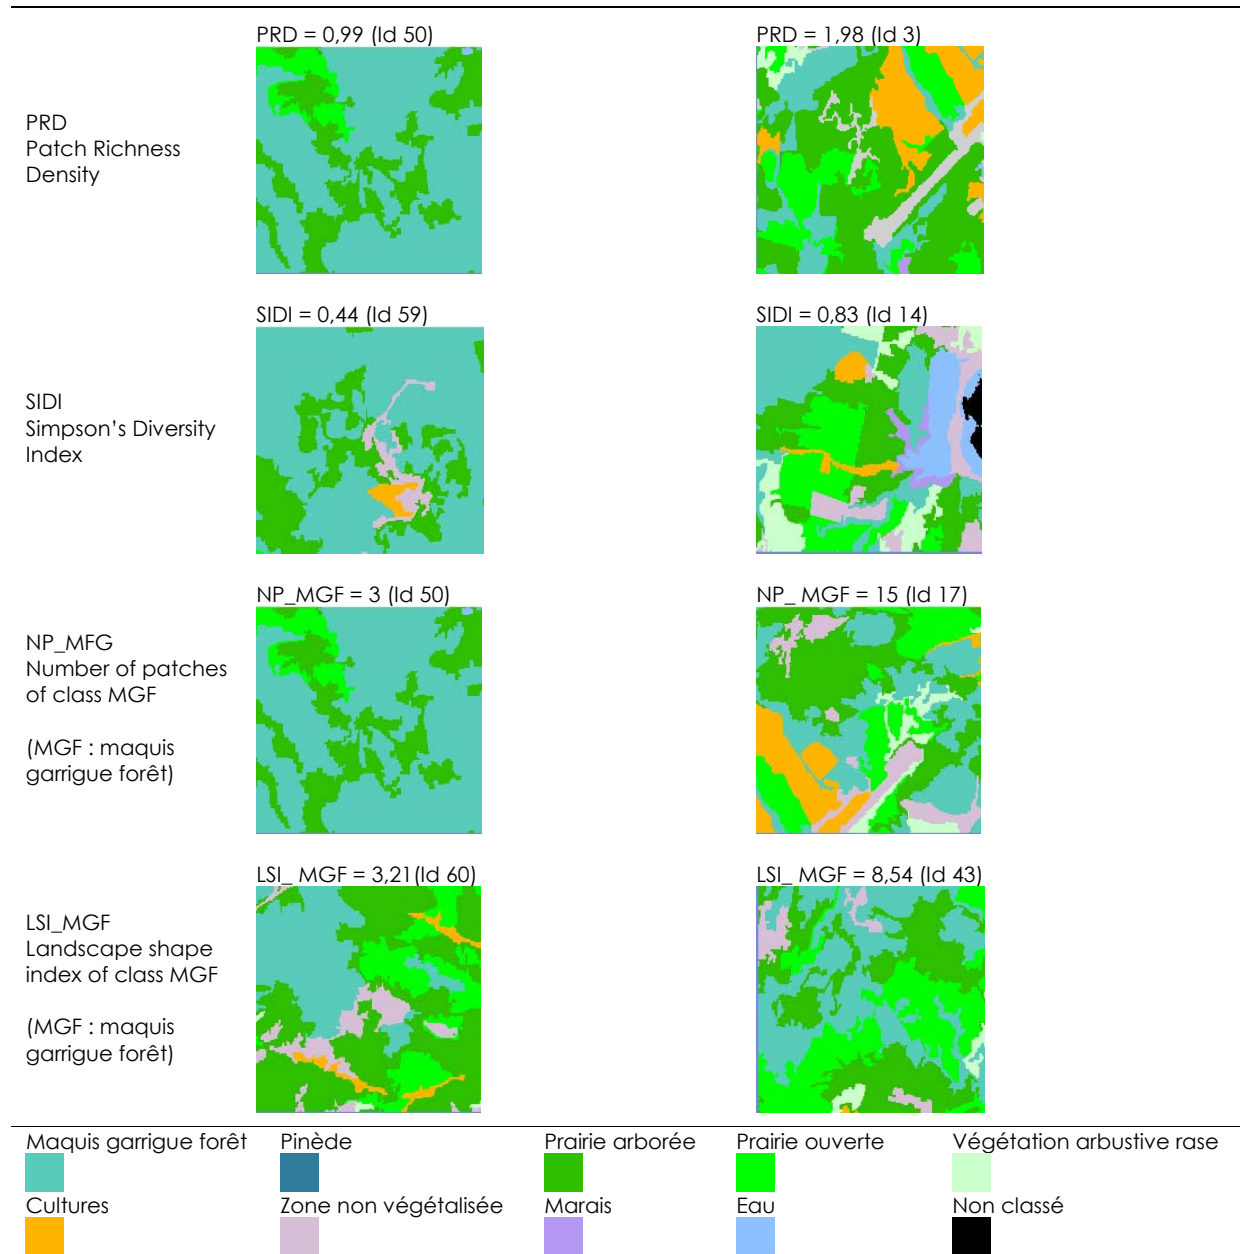 PRD = 0,99 (Id 50)
PRD = 1,98 (Id 3)
PRD
Patch Richness
Density
SIDI = 0,44 (Id 59)
SIDI = 0,83 (Id 14)
SIDI
Simpson’s Diversity
Index
NP_MGF = 3 (Id 50)
NP_ MGF = 15 (Id 17)
NP_MFG
Number of patches
of class MGF
(MGF : maquis
garrigue forêt)
LSI_ MGF = 3,21(Id 60)
LSI_ MGF = 8,54 (Id 43)
LSI_MGF
Landscape shape
index of class MGF
(MGF : maquis
garrigue forêt)
Maquis garrigue forêt Pinède Prairie arborée Prairie ouverte Végétation arbustive rase
Cultures Zone non végétalisée Marais Eau Non classé